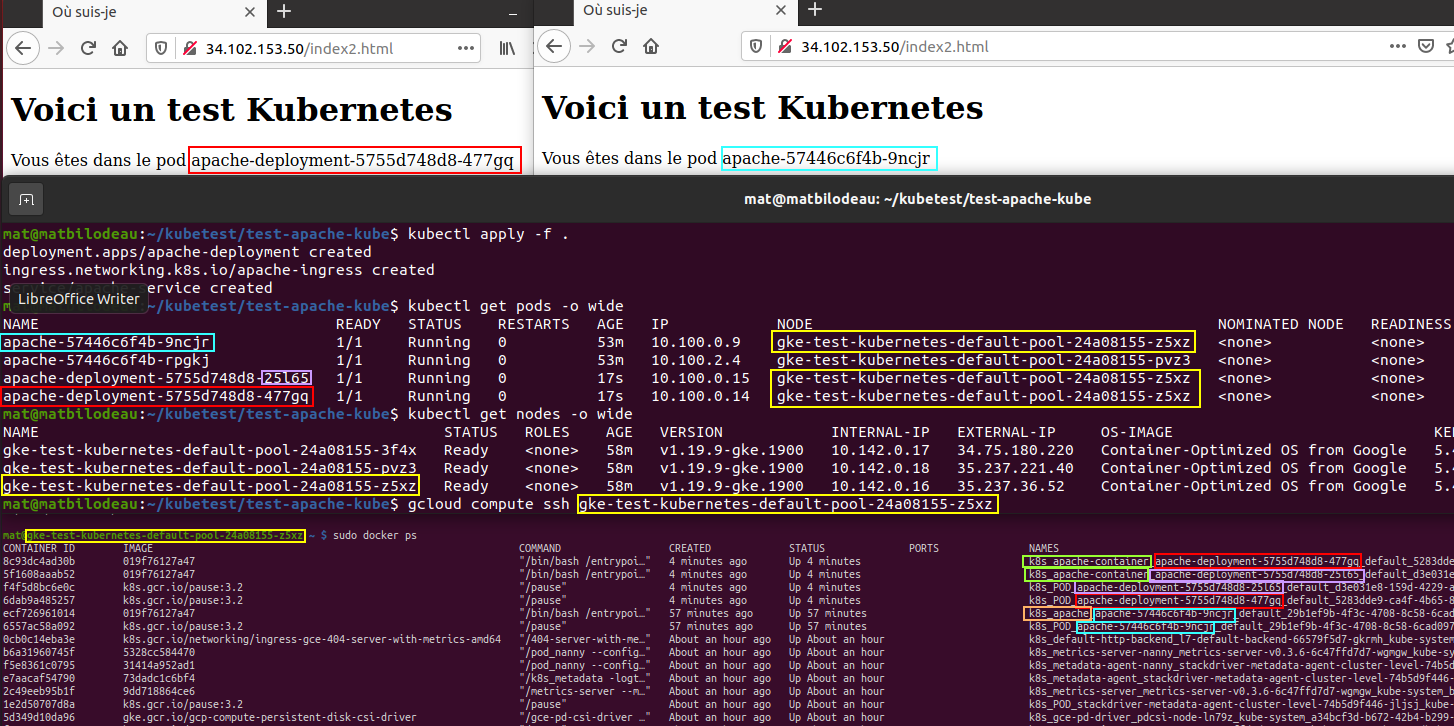 Où suis-je
Où suis-je
34.102.153.50/index2.html
34.102.153.50/index2.html
Voici un test Kubernetes
Vous êtes dans le pod apache-deployment-5755d748d8-477gq
Voici un test Kubernetes
Vous êtes dans le pod apache-57446c6f4b-9ncjr
mat@matbilodeau: ~/kubetest/test-apache-kube
mat@matbilodeau:~/kubetest/test-apache-kube$ kubectl apply -f .
deployment.apps/apache-deployment created
ingress.networking.k8s.io/apache-ingress created
service created
LibreOffice Writer
~/kubetest/test-apache-kube$ kubectl get pods -o wide
NAME READY STATUS RESTARTS AGE IP NODE NOMINATED NODE READINESS
apache-57446c6f4b-9ncjr 1/1 Running 0 53m 10.100.0.9 gke-test-kubernetes-default-pool-24a08155-z5xz <none> <none>
apache-57446c6f4b-rpgkj 1/1 Running 0 53m 10.100.2.4 gke-test-kubernetes-default-pool-24a08155-pvz3 <none> <none>
apache-deployment-5755d748d8-25l65 1/1 Running 0 17s 10.100.0.15 gke-test-kubernetes-default-pool-24a08155-z5xz <none> <none>
apache-deployment-5755d748d8-477gq 1/1 Running 0 17s 10.100.0.14 gke-test-kubernetes-default-pool-24a08155-z5xz <none> <none>
mat@matbilodeau:~/kubetest/test-apache-kube$ kubectl get nodes -o wide
NAME STATUS ROLES AGE VERSION INTERNAL-IP EXTERNAL-IP OS-IMAGE KE
gke-test-kubernetes-default-pool-24a08155-3f4x Ready <none> 58m v1.19.9-gke.1900 10.142.0.17 34.75.180.220 Container-Optimized OS from Google 5.4
gke-test-kubernetes-default-pool-24a08155-pvz3 Ready <none> 58m v1.19.9-gke.1900 10.142.0.18 35.237.221.40 Container-Optimized OS from Google 5.4
gke-test-kubernetes-default-pool-24a08155-z5xz Ready <none> 58m v1.19.9-gke.1900 10.142.0.16 35.237.36.52 Container-Optimized OS from Google 5.4
mat@matbilodeau:~/kubetest/test-apache-kube$ gcloud compute ssh gke-test-kubernetes-default-pool-24a08155-z5xz
mat@gke-test-kubernetes-default-pool-24a08155-z5xz ~ $ sudo docker ps
CONTAINER ID IMAGE COMMAND CREATED STATUS PORTS NAMES
8c93dc4ad30b 019f76127a47 "/bin/bash /entrypoi…" 4 minutes ago Up 4 minutes k8s_apache-container_apache-deployment-5755d748d8-477gq_default_5283dde
5f1608aaab52 019f76127a47 "/bin/bash /entrypoi…" 4 minutes ago Up 4 minutes k8s_apache-container_apache-deployment-5755d748d8-25l65_default_d3e031e
f4f5d8bc6e0c k8s.gcr.io/pause:3.2 "/pause" 4 minutes ago Up 4 minutes k8s_POD_apache-deployment-5755d748d8-25l65_default_d3e031e8-159d-4229-a
6dab9a485257 k8s.gcr.io/pause:3.2 "/pause" 4 minutes ago Up 4 minutes k8s_POD_apache-deployment-5755d748d8-477gq_default_5283dde9-ca4f-4b65-8
ecf726961014 019f76127a47 "/bin/bash /entrypoi…" 57 minutes ago Up 57 minutes k8s_apache_apache-57446c6f4b-9ncjr_default_29b1ef9b-4f3c-4708-8c58-6cad
6557ac58a092 k8s.gcr.io/pause:3.2 "/pause" 57 minutes ago Up 57 minutes k8s_POD_apache-57446c6f4b-9ncjr_default_29b1ef9b-4f3c-4708-8c58-6cad097
0cb0c14eba3e k8s.gcr.io/networking/ingress-gce-404-server-with-metrics-amd64 "/404-server-with-me…" About an hour ago Up About an hour k8s_default-http-backend_l7-default-backend-66579f5d7-gkrmh_kube-system
b6a31960745f 5328cc584470 "/pod_nanny --config…" About an hour ago Up About an hour k8s_metrics-server-nanny_metrics-server-v0.3.6-6c47ffd7d7-wgmgw_kube-sy
f5e8361c0795 31414a952ad1 "/pod_nanny --config…" About an hour ago Up About an hour k8s_metadata-agent-nanny_stackdriver-metadata-agent-cluster-level-74b5d
e7aacaf54790 73dadc1c6bf4 "/k8s_metadata -logt…" About an hour ago Up About an hour k8s_metadata-agent_stackdriver-metadata-agent-cluster-level-74b5d9f446-
2c49eeb95b1f 9dd718864ce6 "/metrics-server --m…" About an hour ago Up About an hour k8s_metrics-server_metrics-server-v0.3.6-6c47ffd7d7-wgmgw_kube-system_b
1e2d50707d8a k8s.gcr.io/pause:3.2 "/pause" About an hour ago Up About an hour k8s_POD_stackdriver-metadata-agent-cluster-level-74b5d9f446-jljsj_kube-
5d349d10da96 gke.gcr.io/gcp-compute-persistent-disk-csi-driver "/gce-pd-csi-driver …" About an hour ago Up About an hour k8s_gce-pd-driver_pdcsi-node-ln79z_kube-system_a34bcf3d-b672-42b4-b299-